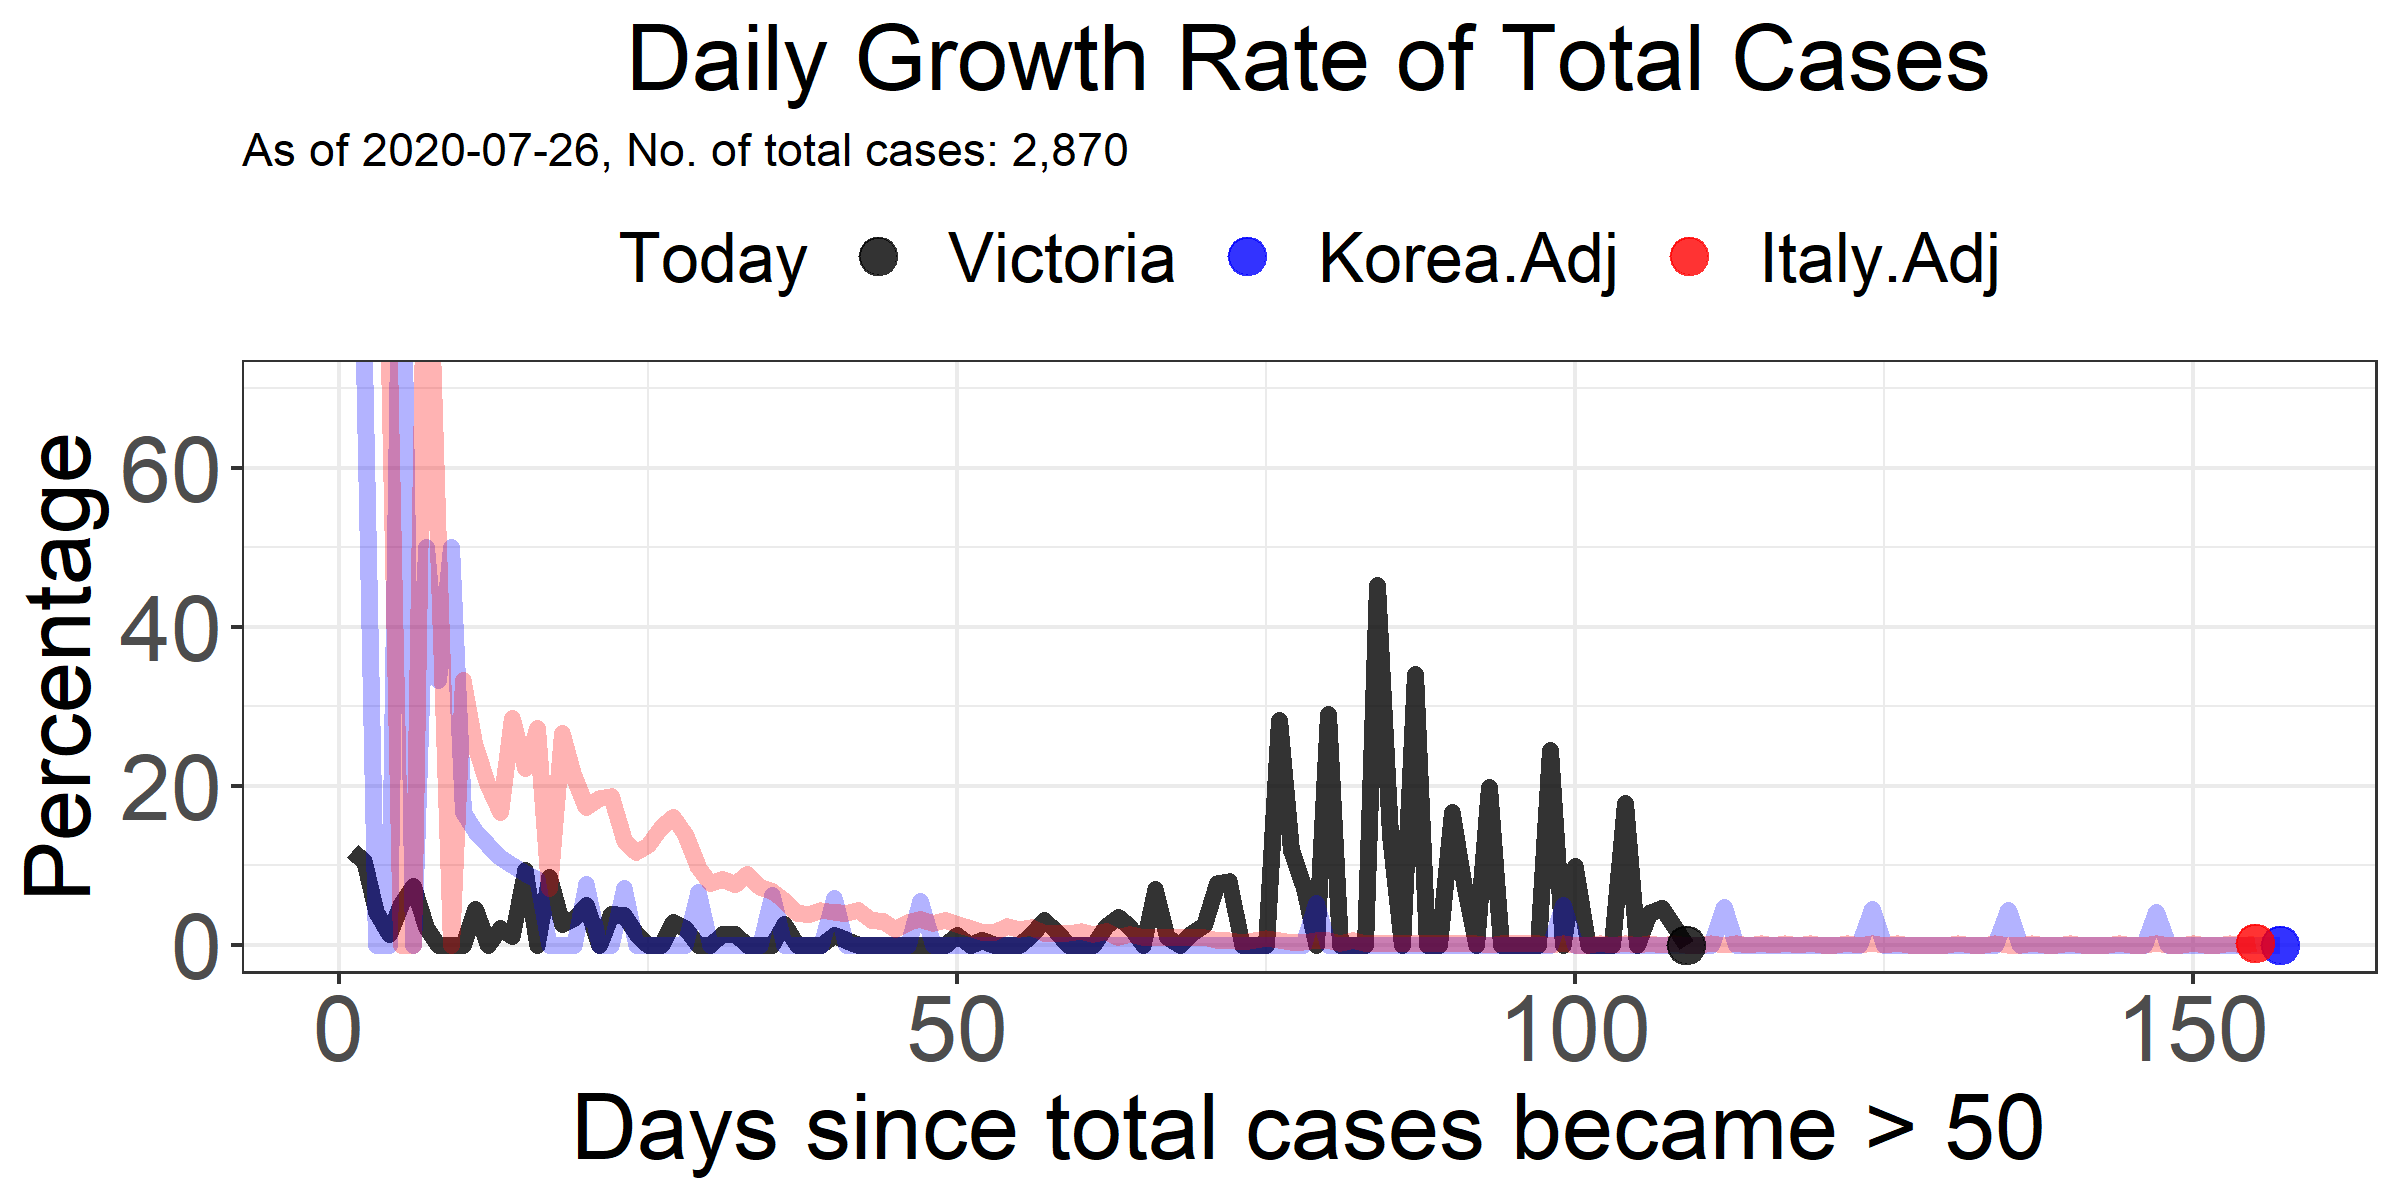 Daily Growth Rate of Total Cases
As of 2020-07-26, No. of total cases: 2,870
Today Victoria Korea.Adj Italy.Adj
Percentage
60
40
20
0
0 50 100 150
Days since total cases became > 50